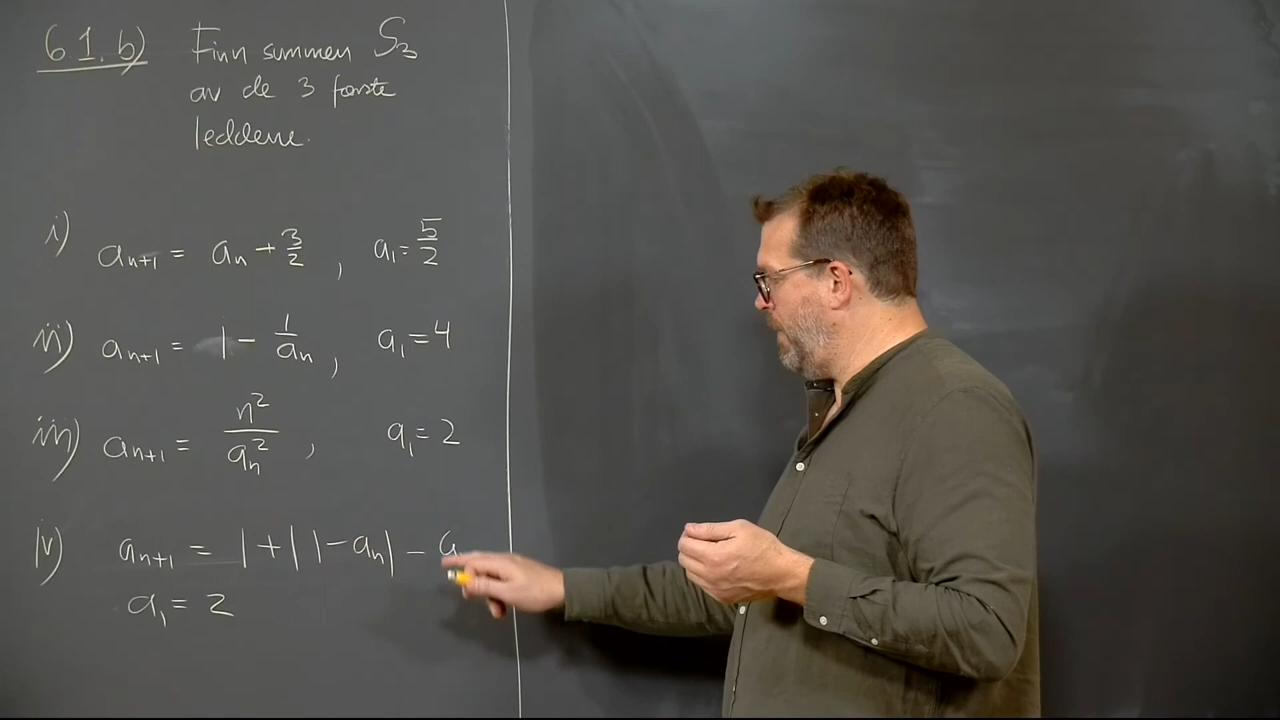 6.1.b) Finn summen S₃
av de 3 første
leddene.
i) aₙ₊₁ = aₙ + 3/2 , a₁ = 5/2
ii) aₙ₊₁ = 1 - 1/aₙ , a₁ = 4
iii) aₙ₊₁ = n²/aₙ² , a₁ = 2
iv) aₙ₊₁ = 1 + |1 - aₙ| - a
a₁ = 2